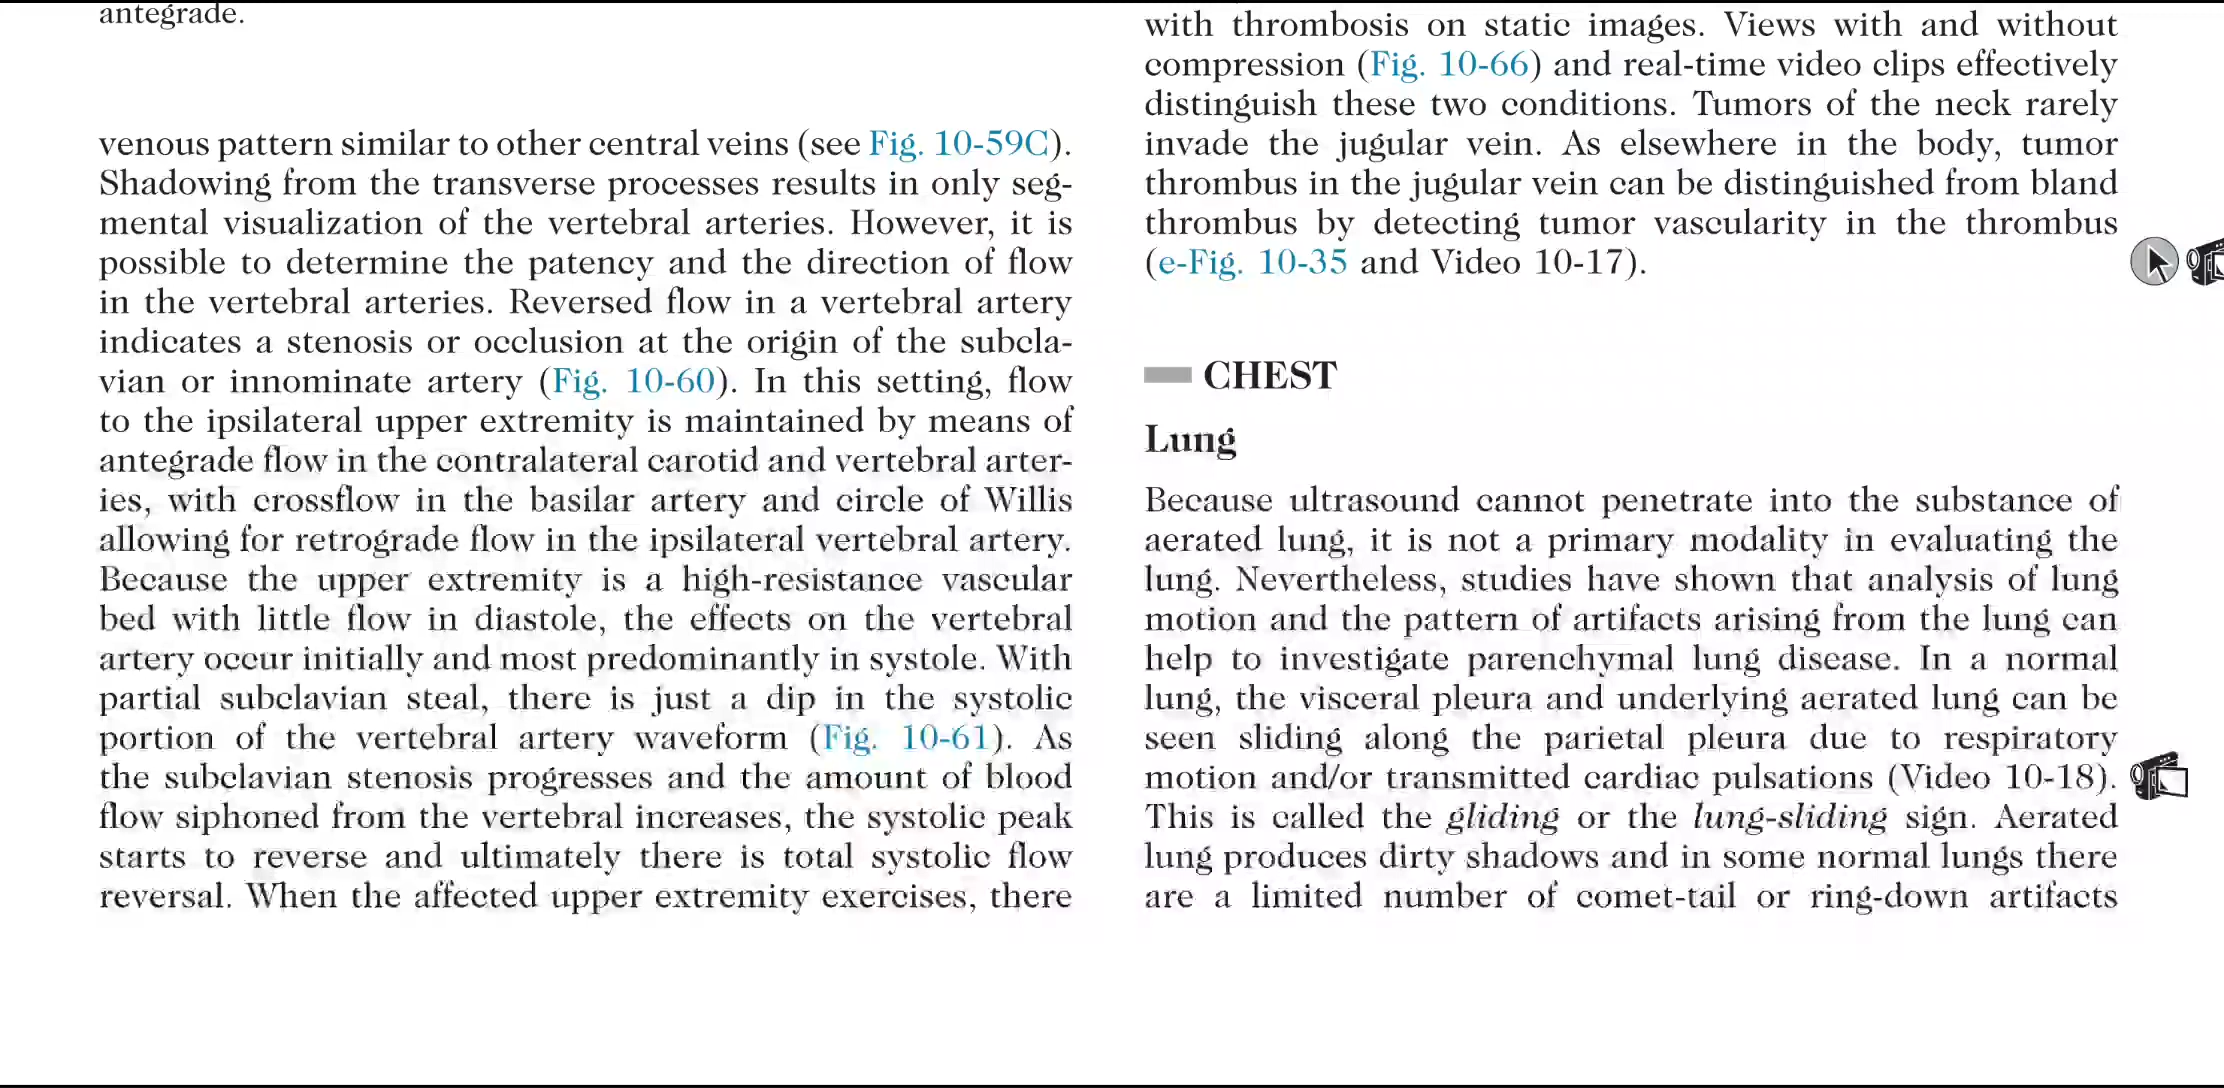 antegrade.
venous pattern similar to other central veins (see Fig. 10-59C).
Shadowing from the transverse processes results in only seg-
mental visualization of the vertebral arteries. However, it is
possible to determine the patency and the direction of flow
in the vertebral arteries. Reversed flow in a vertebral artery
indicates a stenosis or occlusion at the origin of the subcla-
vian or innominate artery (Fig. 10-60). In this setting, flow
to the ipsilateral upper extremity is maintained by means of
antegrade flow in the contralateral carotid and vertebral arter-
ies, with crossflow in the basilar artery and circle of Willis
allowing for retrograde flow in the ipsilateral vertebral artery.
Because the upper extremity is a high-resistance vascular
bed with little flow in diastole, the effects on the vertebral
artery occur initially and most predominantly in systole. With
partial subclavian steal, there is just a dip in the systolic
portion of the vertebral artery waveform (Fig. 10-61). As
the subclavian stenosis progresses and the amount of blood
flow siphoned from the vertebral increases, the systolic peak
starts to reverse and ultimately there is total systolic flow
reversal. When the affected upper extremity exercises, there
with thrombosis on static images. Views with and without
compression (Fig. 10-66) and real-time video clips effectively
distinguish these two conditions. Tumors of the neck rarely
invade the jugular vein. As elsewhere in the body, tumor
thrombus in the jugular vein can be distinguished from bland
thrombus by detecting tumor vascularity in the thrombus
(e-Fig. 10-35 and Video 10-17).
CHEST
Lung
Because ultrasound cannot penetrate into the substance of
aerated lung, it is not a primary modality in evaluating the
lung. Nevertheless, studies have shown that analysis of lung
motion and the pattern of artifacts arising from the lung can
help to investigate parenchymal lung disease. In a normal
lung, the visceral pleura and underlying aerated lung can be
seen sliding along the parietal pleura due to respiratory
motion and/or transmitted cardiac pulsations (Video 10-18).
This is called the gliding or the lung-sliding sign. Aerated
lung produces dirty shadows and in some normal lungs there
are a limited number of comet-tail or ring-down artifacts